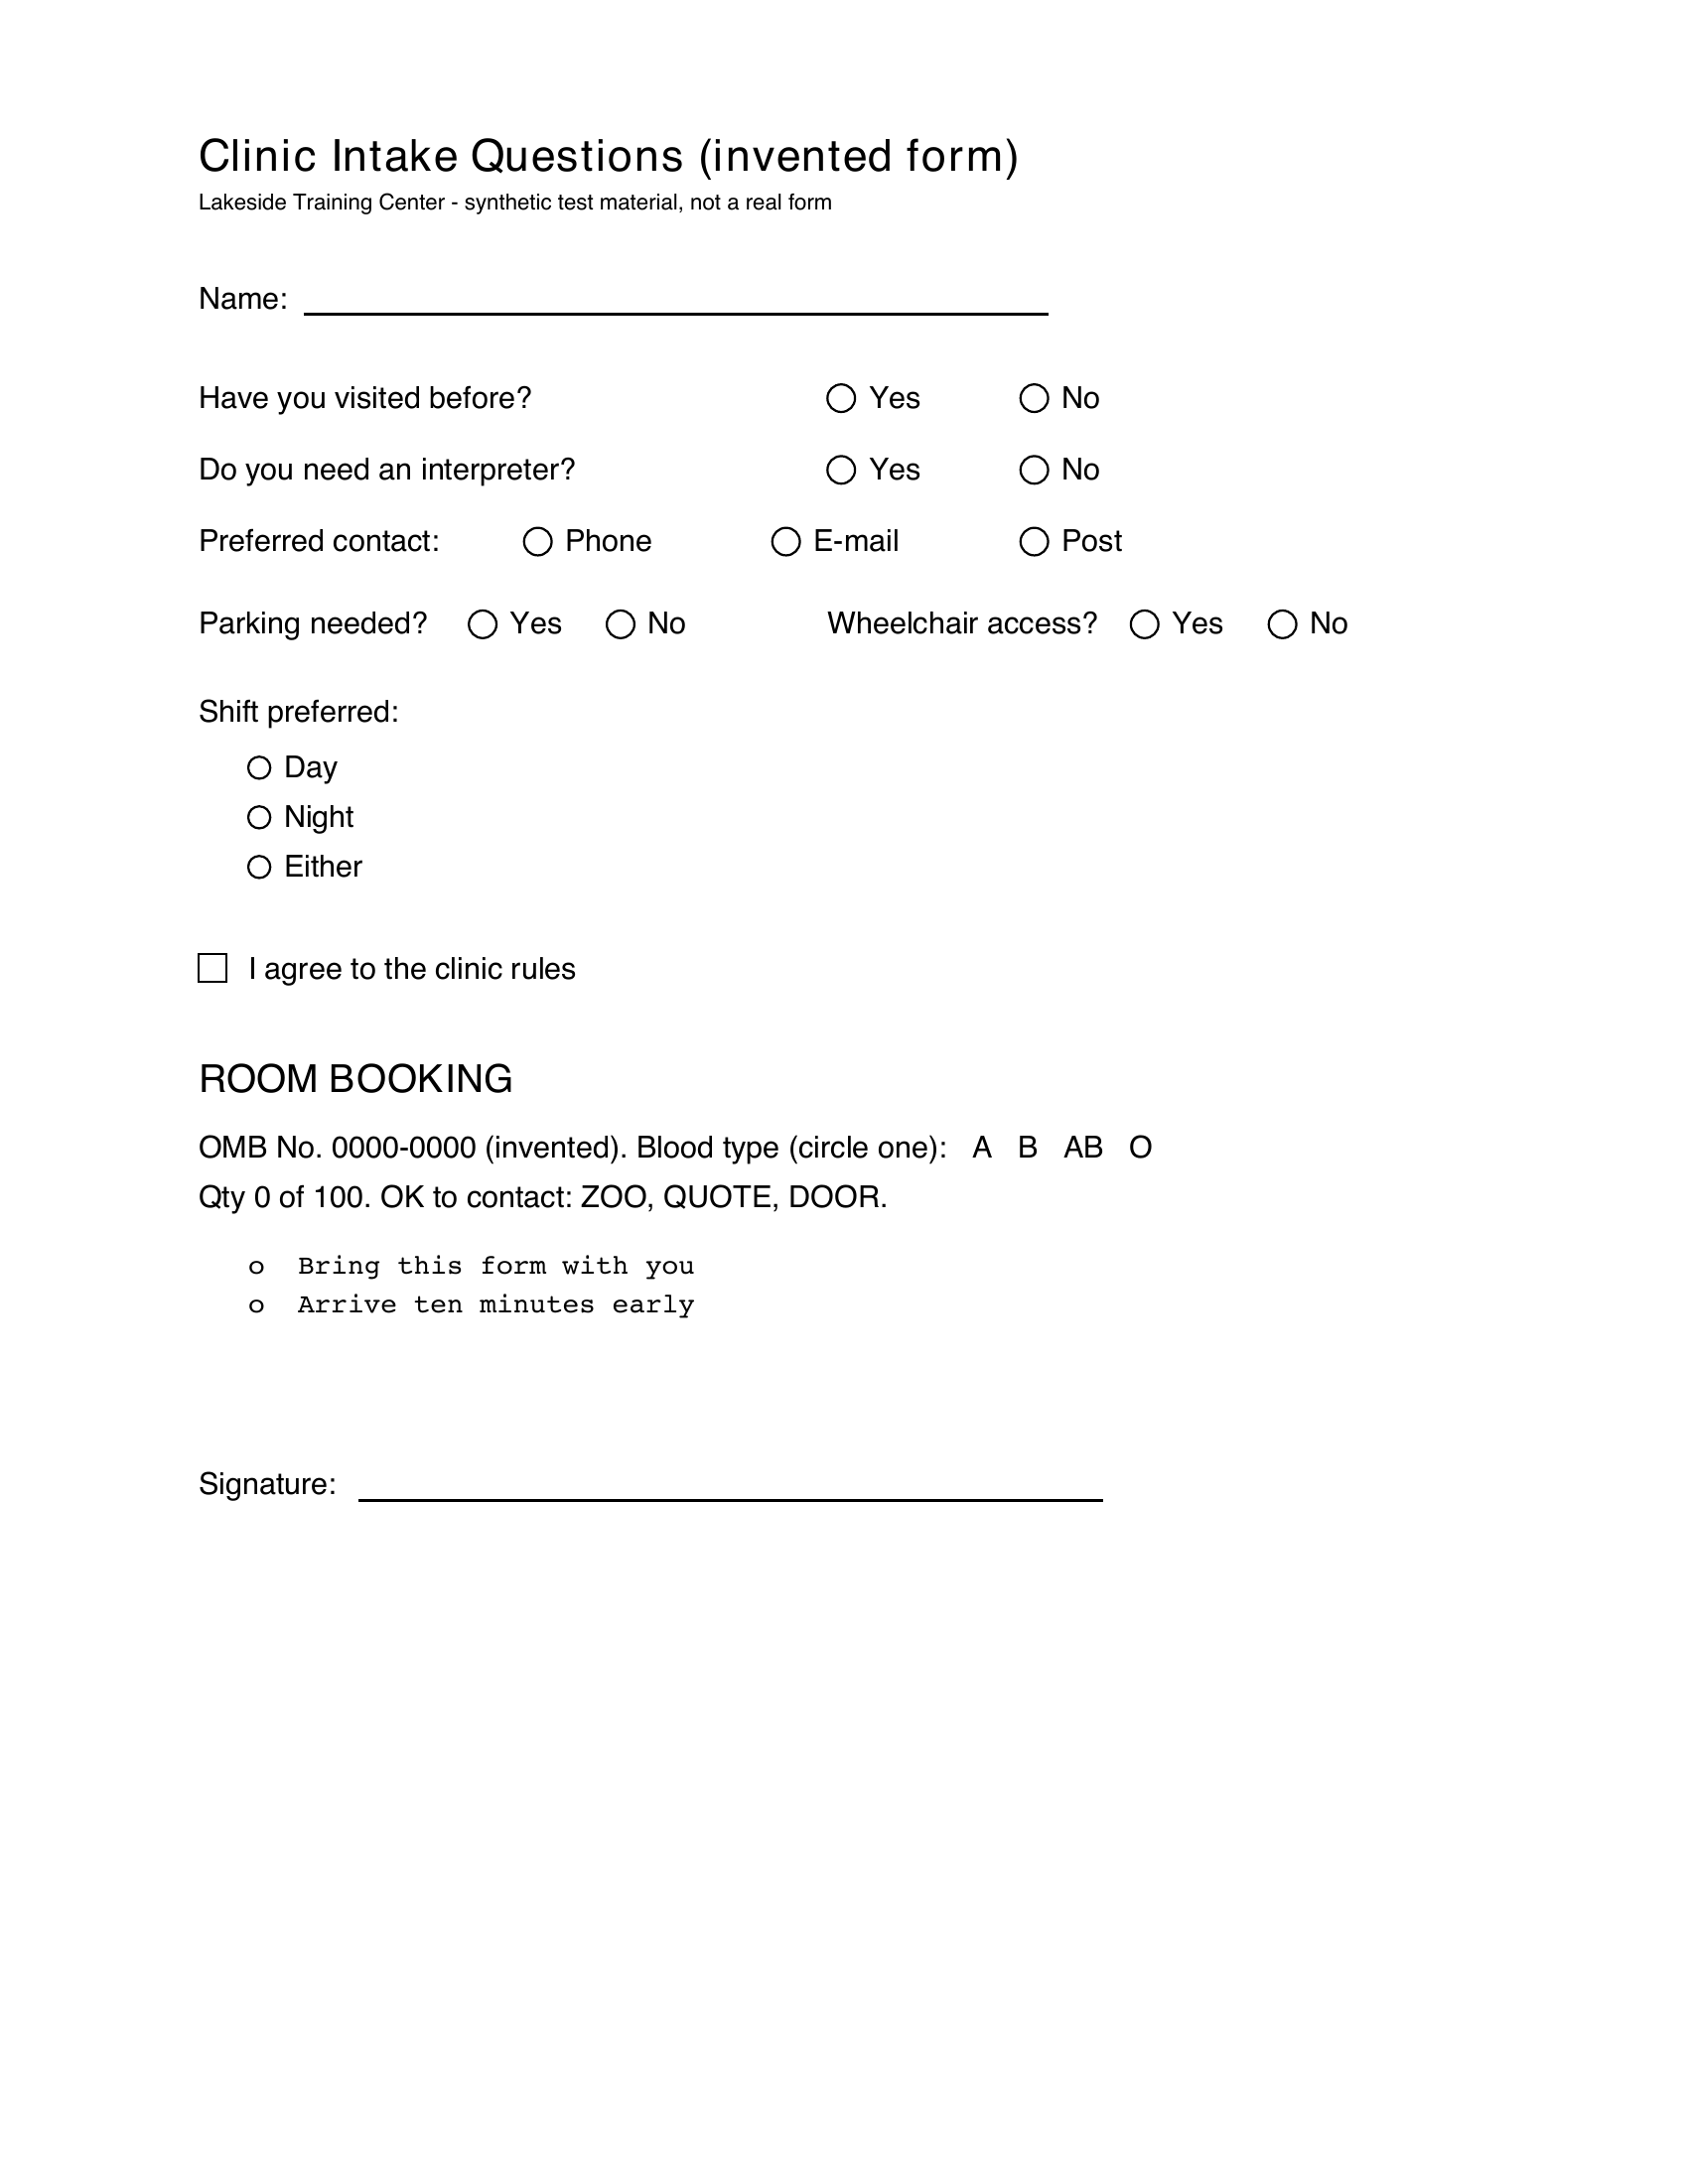 Clinic Intake Questions (invented form)
Lakeside Training Center - synthetic test material, not a real form
Name:
Have you visited before? Yes No
Do you need an interpreter? Yes No
Preferred contact: Phone E-mail Post
Parking needed? Yes No Wheelchair access? Yes No
Shift preferred:
Day
Night
Either
I agree to the clinic rules
ROOM BOOKING
OMB No. 0000-0000 (invented). Blood type (circle one): A B AB O
Qty 0 of 100. OK to contact: ZOO, QUOTE, DOOR.
o Bring this form with you
o Arrive ten minutes early
Signature: